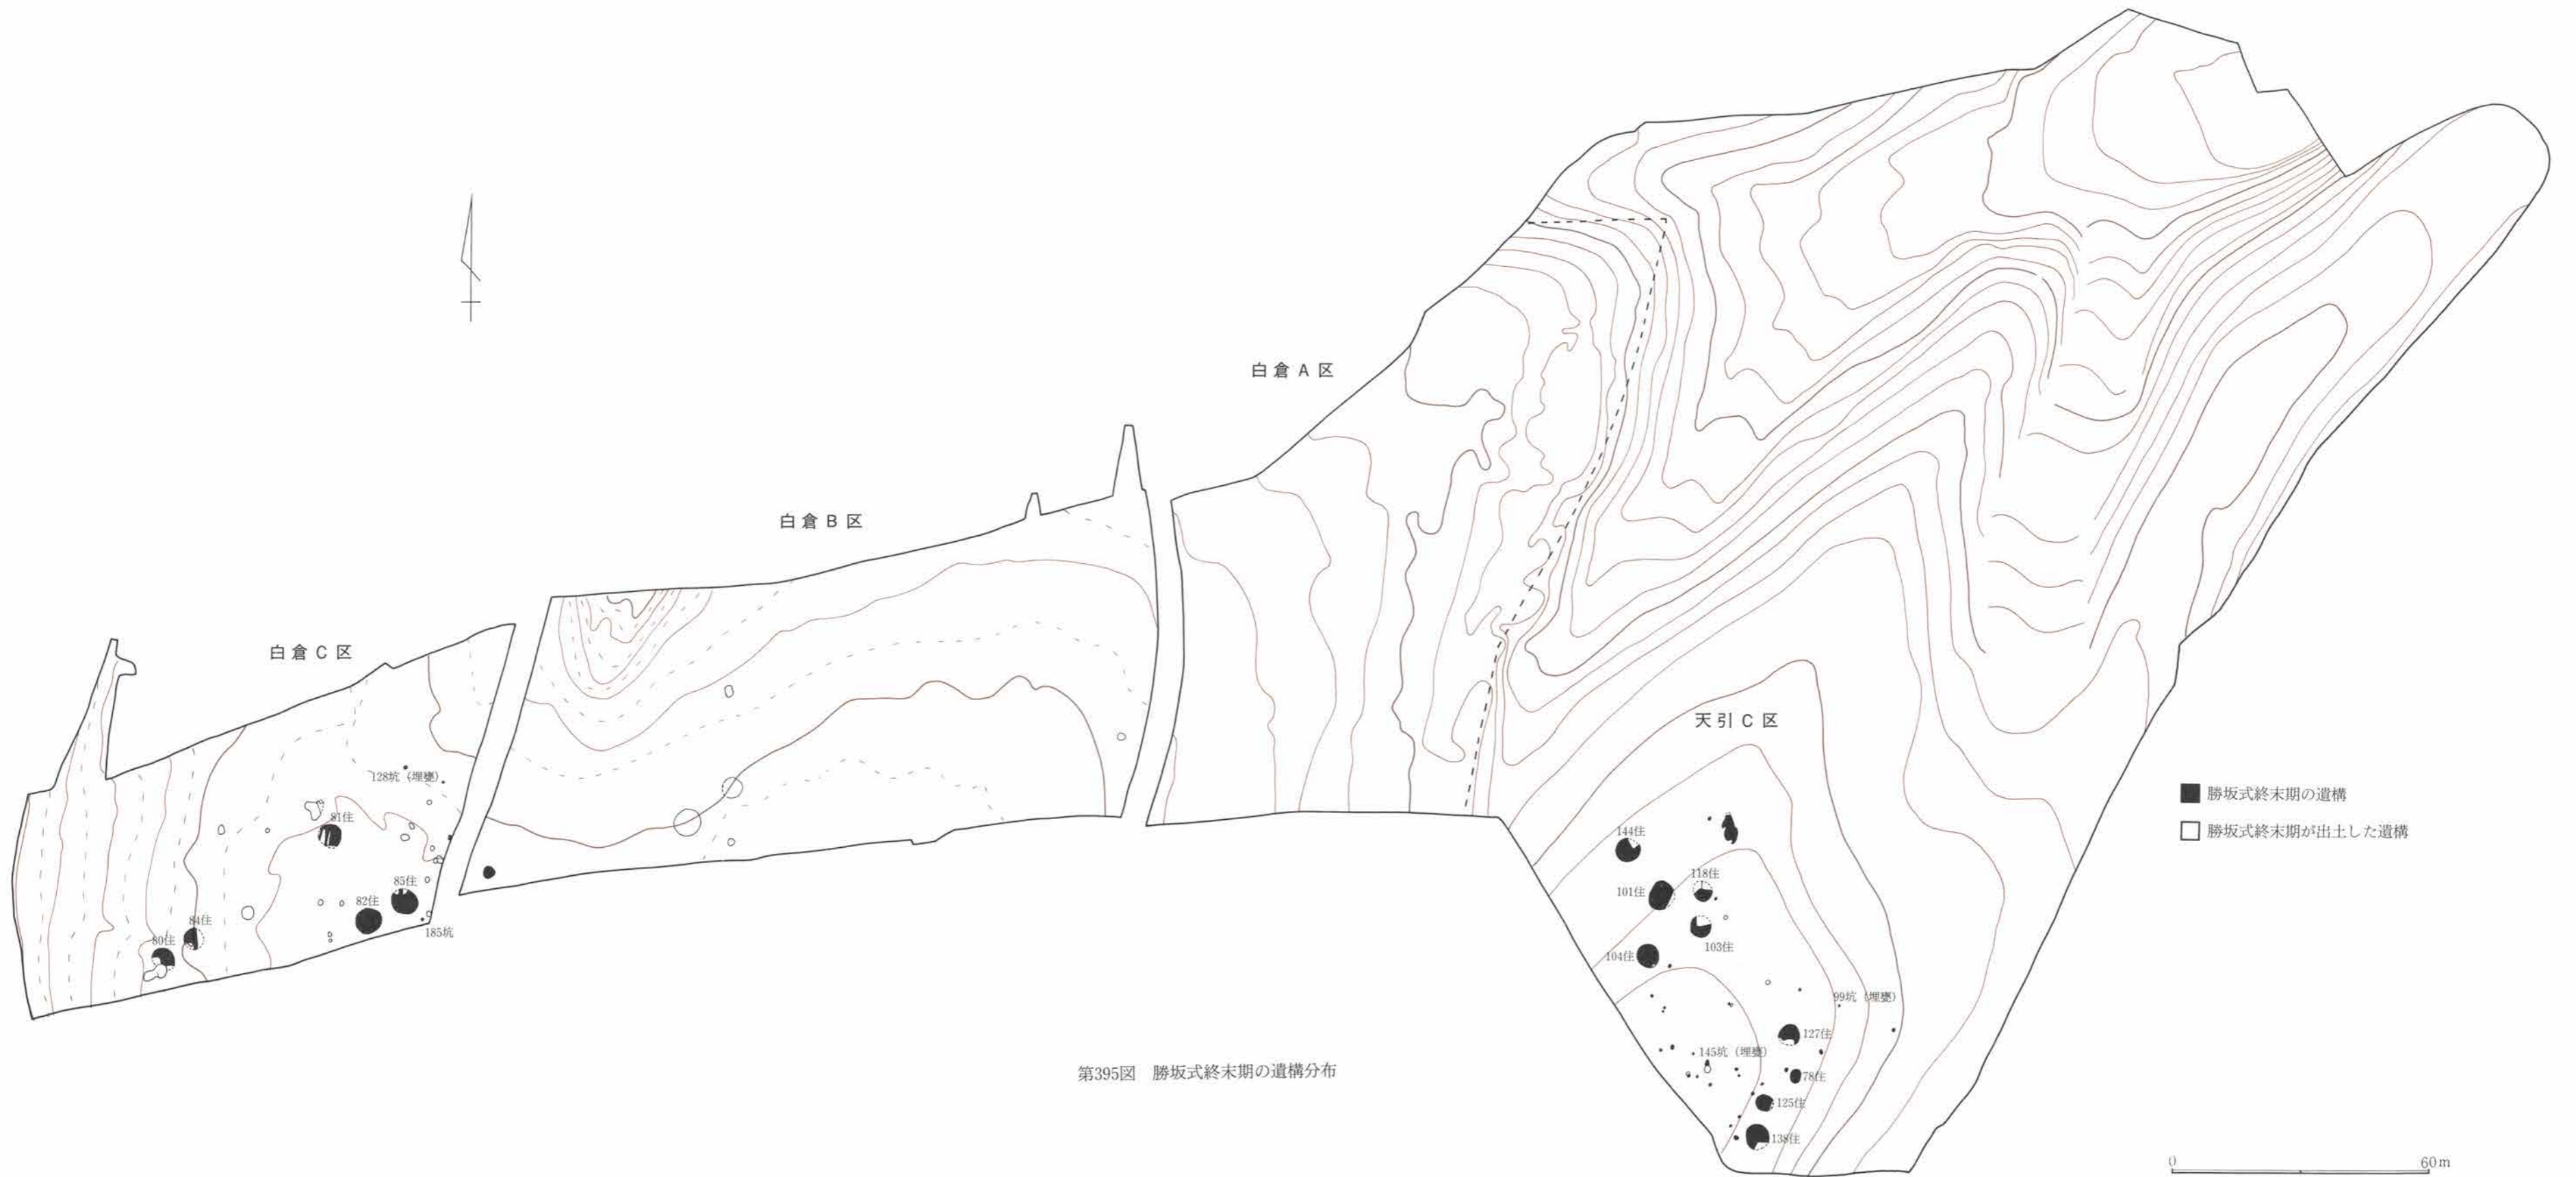 白倉A区
白倉B区
白倉C区
128坑（埋甕）
81住
85住
82住
84住
185坑
80住
天引C区
144住
118住
101住
103住
104住
99坑（埋甕）
127住
145坑（埋甕）
78住
125住
138住
勝坂式終末期の遺構
勝坂式終末期が出土した遺構
第395図　勝坂式終末期の遺構分布
0 60m